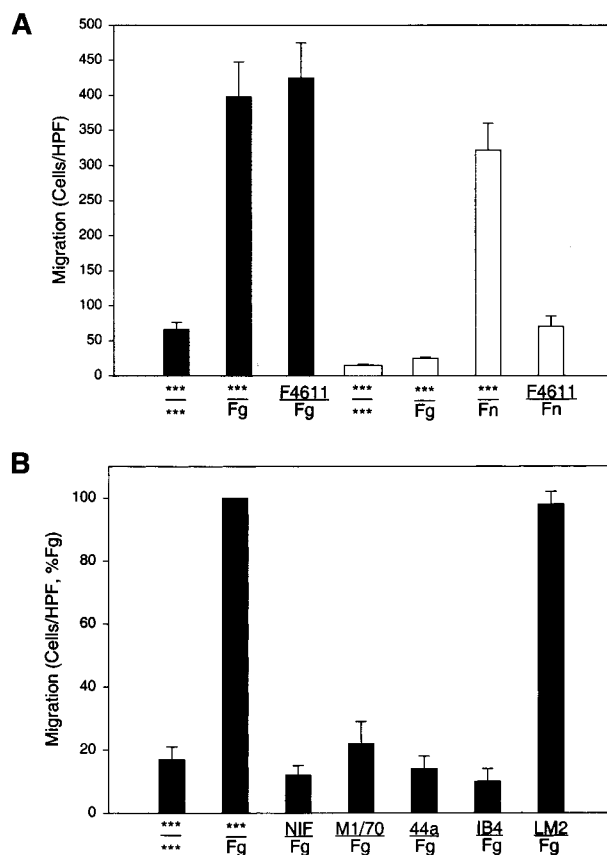 A
Migration (Cells/HPF)
500
450
400
350
300
250
200
150
100
50
0
*** *** F4611 *** *** *** F4611
*** Fg Fg *** Fg Fn Fn
B
Migration (Cells/HPF, %Fg)
100
80
60
40
20
0
*** *** NIF M1/70 44a IB4 LM2
*** Fg Fg Fg Fg Fg Fg